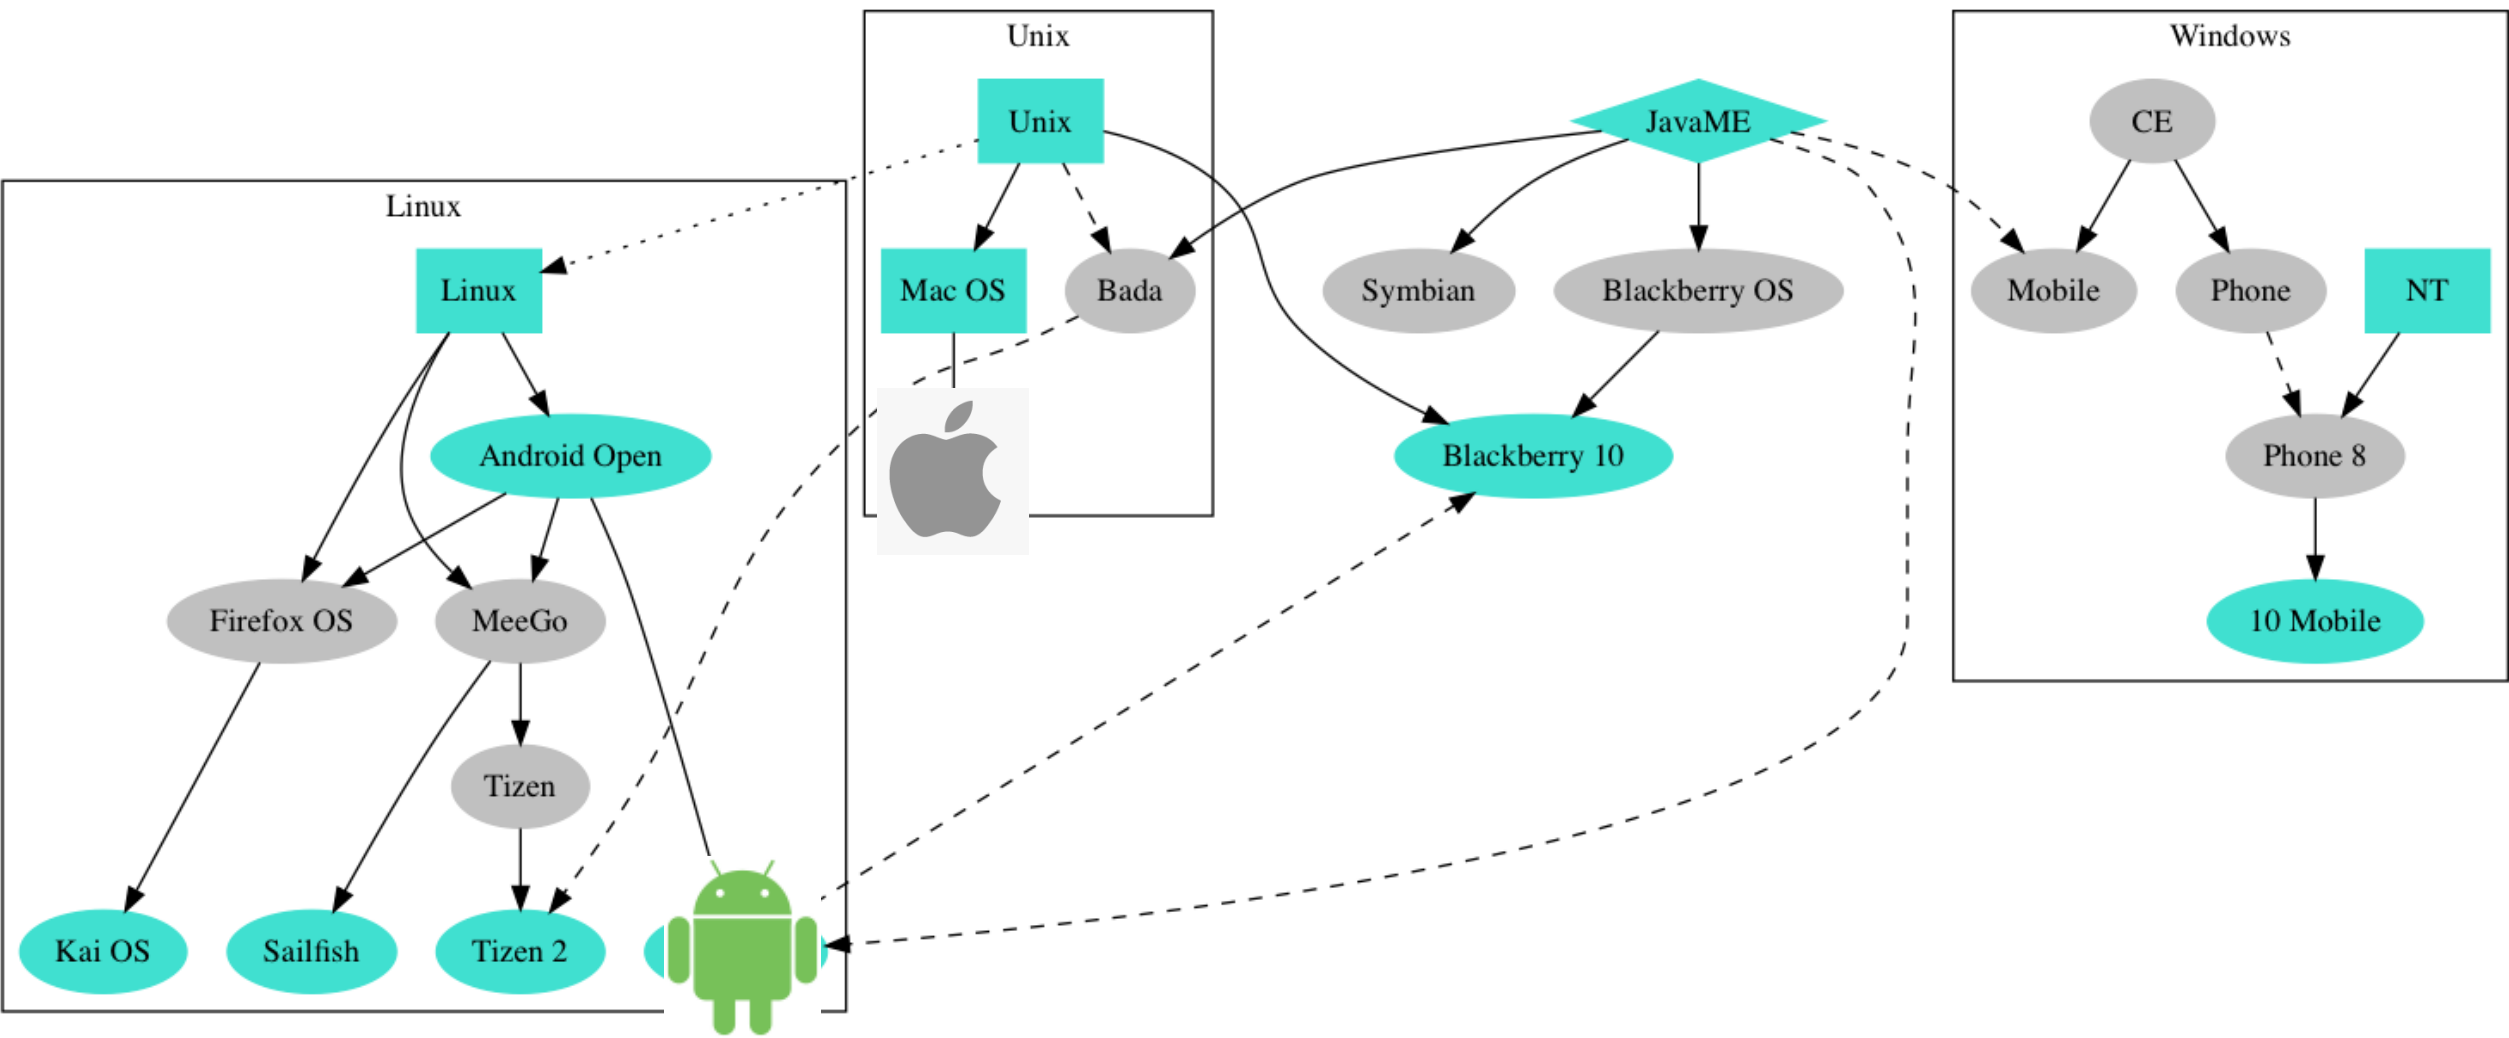 Unix
Windows
Unix
JavaME
CE
Linux
Linux
Mac OS
Bada
Symbian
Blackberry OS
Mobile
Phone
NT
Android Open
Blackberry 10
Phone 8
Firefox OS
MeeGo
10 Mobile
Tizen
Kai OS
Sailfish
Tizen 2